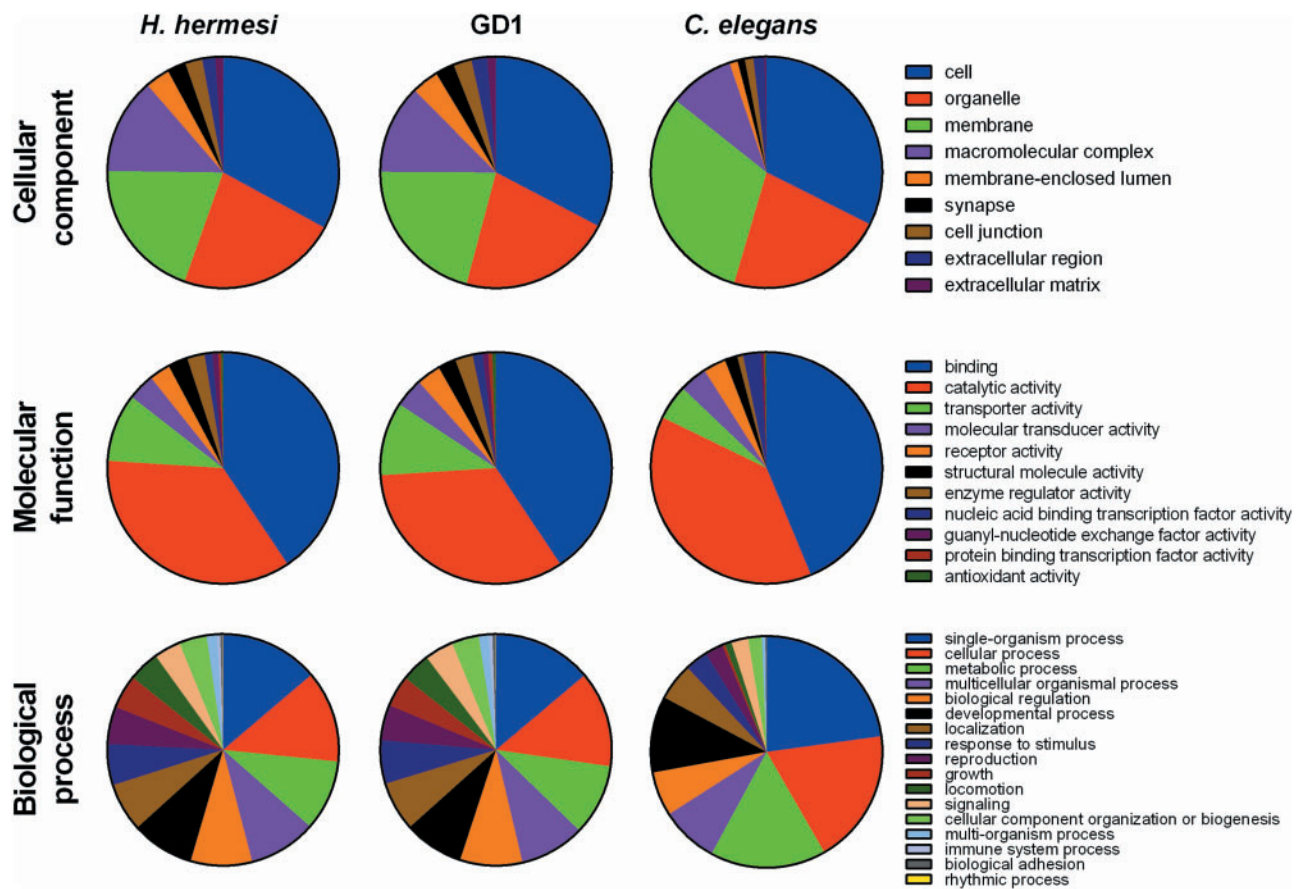 H. hermesi GD1 C. elegans
Cellular
component
cell
organelle
membrane
macromolecular complex
membrane-enclosed lumen
synapse
cell junction
extracellular region
extracellular matrix
Molecular
function
binding
catalytic activity
transporter activity
molecular transducer activity
receptor activity
structural molecule activity
enzyme regulator activity
nucleic acid binding transcription factor activity
guanyl-nucleotide exchange factor activity
protein binding transcription factor activity
antioxidant activity
Biological
process
single-organism process
cellular process
metabolic process
multicellular organismal process
biological regulation
developmental process
localization
response to stimulus
reproduction
growth
locomotion
signaling
cellular component organization or biogenesis
multi-organism process
immune system process
biological adhesion
rhythmic process